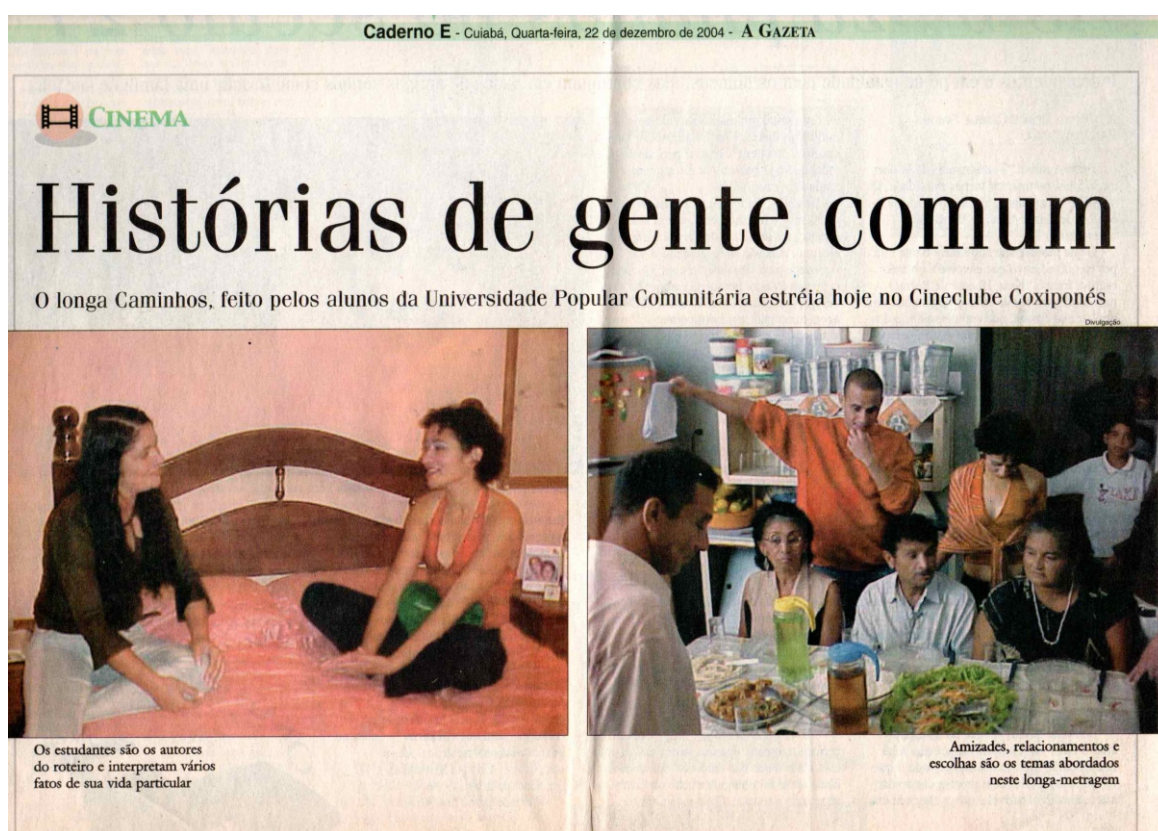 Caderno E - Cuiabá, Quarta-feira, 22 de dezembro de 2004 - A GAZETA
CINEMA
Histórias de gente comum
O longa Caminhos, feito pelos alunos da Universidade Popular Comunitária estréia hoje no Cineclube Coxiponés
Divulgação
Os estudantes são os autores
do roteiro e interpretam vários
fatos de sua vida particular
Amizades, relacionamentos e
escolhas são os temas abordados
neste longa-metragem